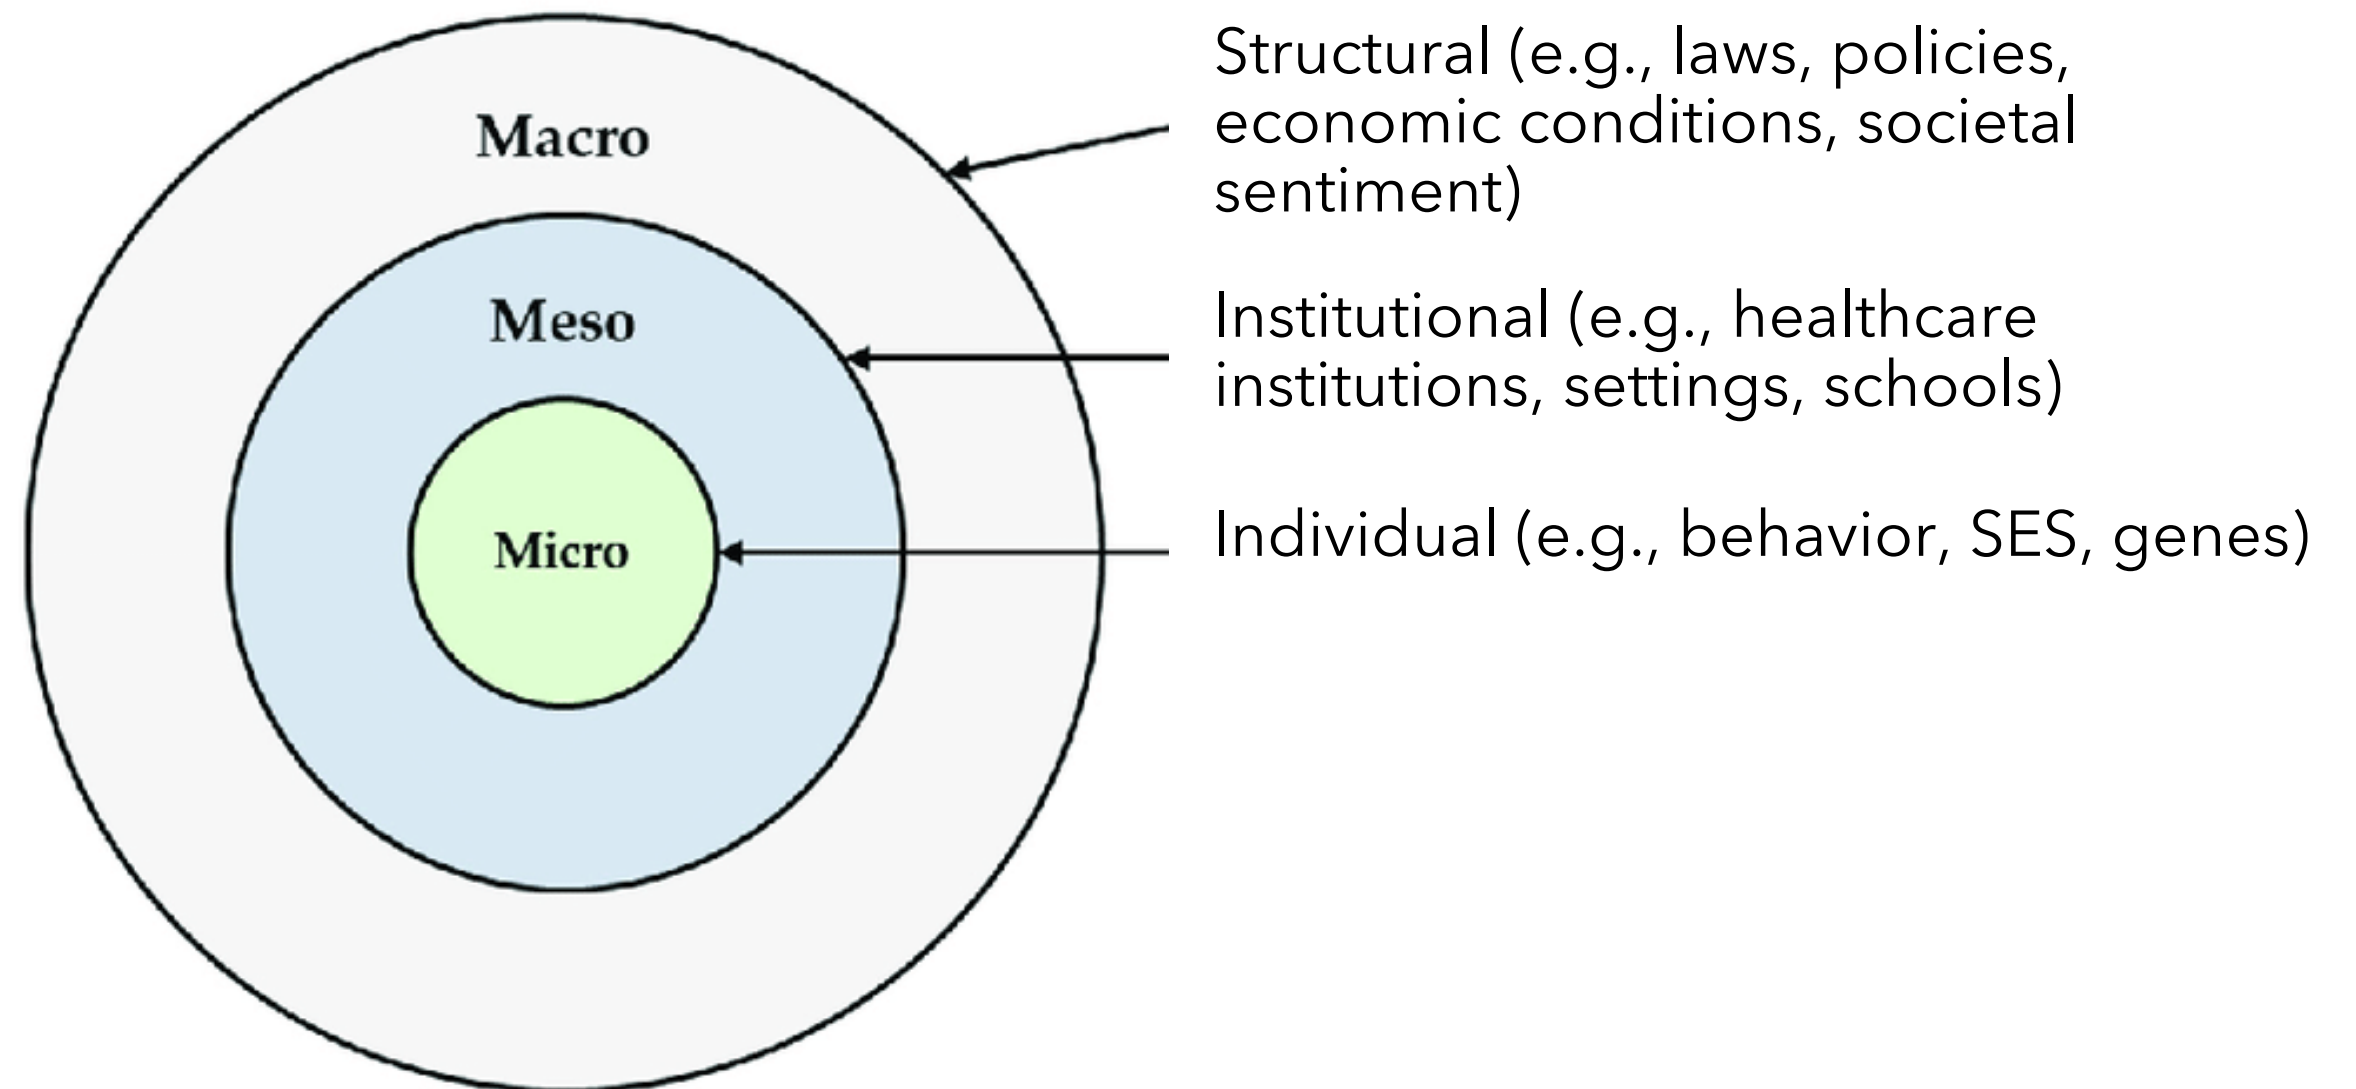 Macro
Meso
Micro
Structural (e.g., laws, policies,
economic conditions, societal
sentiment)
Institutional (e.g., healthcare
institutions, settings, schools)
Individual (e.g., behavior, SES, genes)